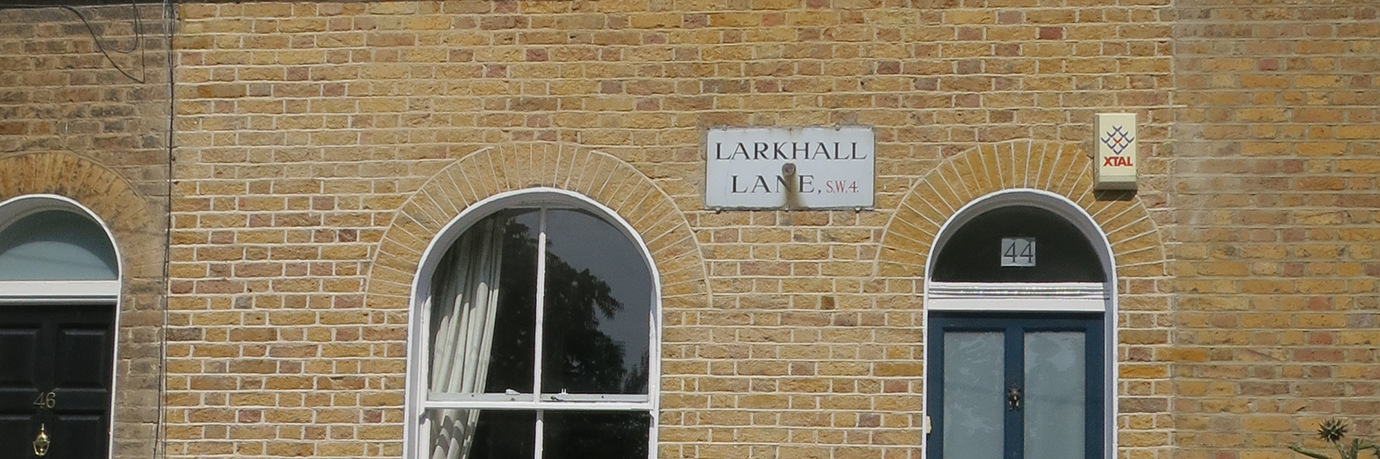 LARKHALL
LANE, S.W.4.
XTAL
44
46